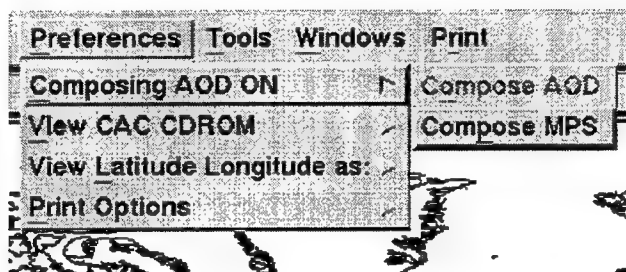 Preferences Tools Windows Print
Composing AOD ON Compose AOD
View CAC CDROM Compose MPS
View Latitude Longitude as:
Print Options